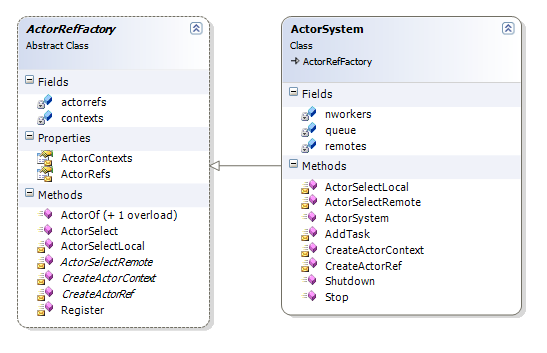 ActorRefFactory
Abstract Class
Fields
actorrefs
contexts
Properties
ActorContexts
ActorRefs
Methods
ActorOf (+ 1 overload)
ActorSelect
ActorSelectLocal
ActorSelectRemote
CreateActorContext
CreateActorRef
Register
ActorSystem
Class
ActorRefFactory
Fields
nworkers
queue
remotes
Methods
ActorSelectLocal
ActorSelectRemote
ActorSystem
AddTask
CreateActorContext
CreateActorRef
Shutdown
Stop